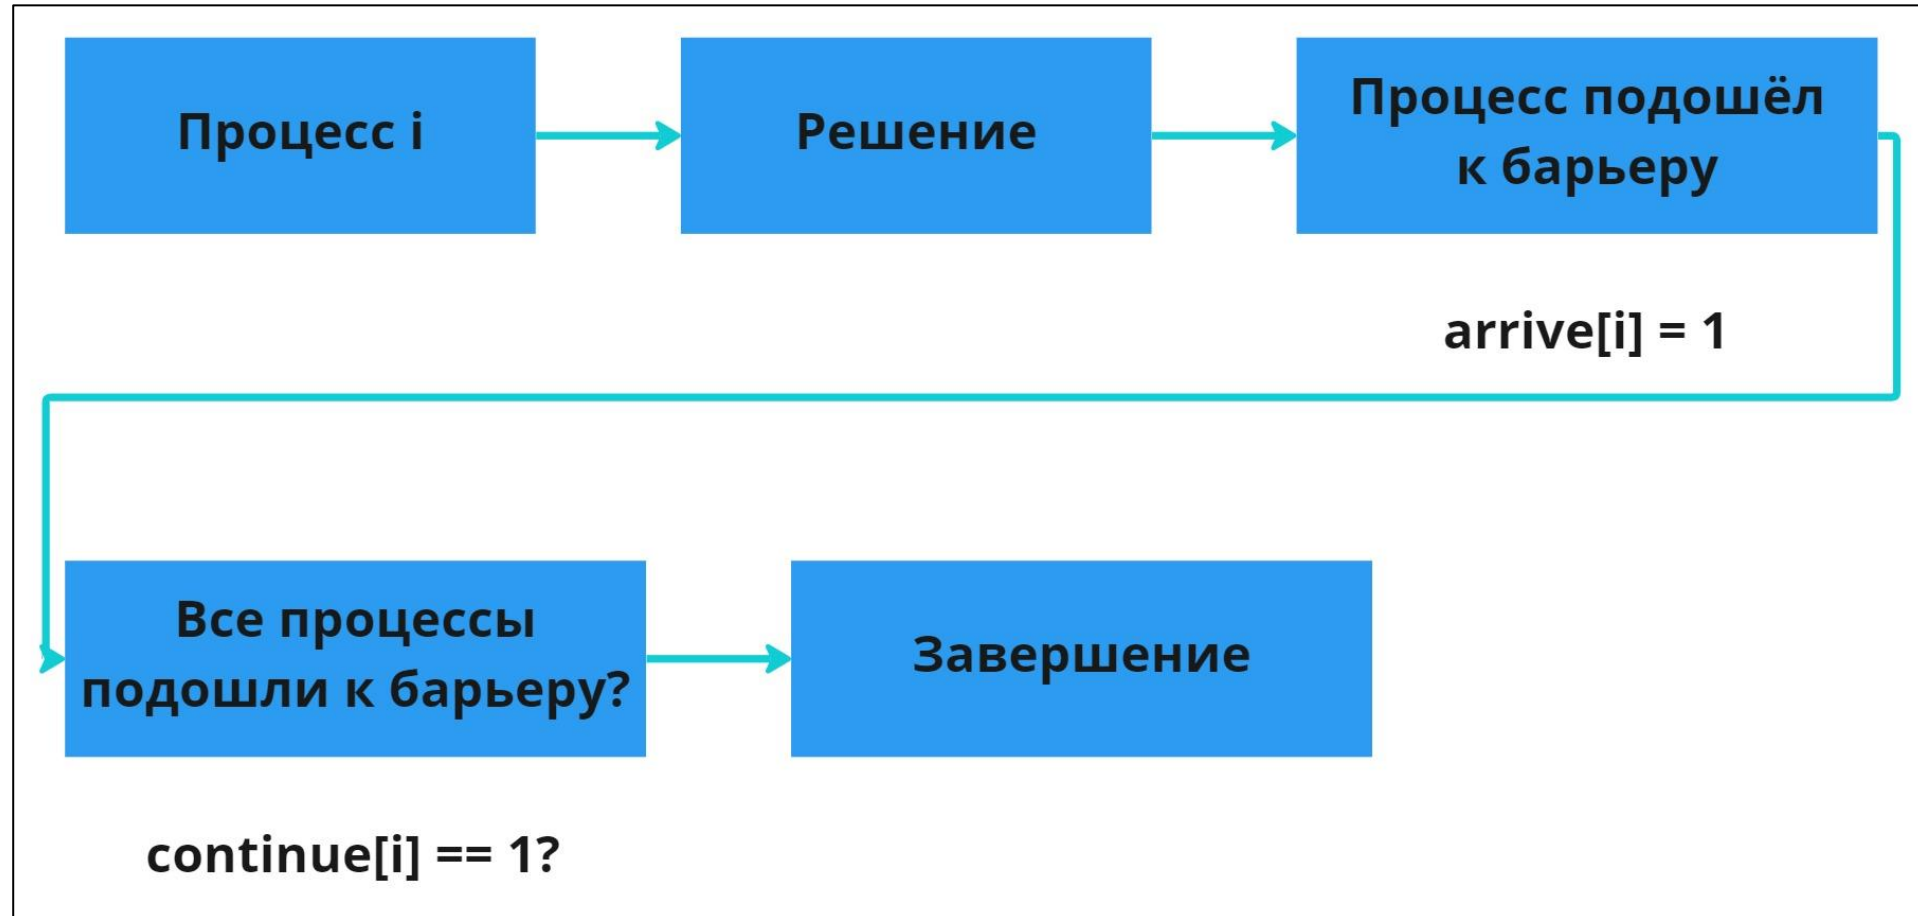 Процесс i
Решение
Процесс подошёл
к барьеру
arrive[i] = 1
Все процессы
подошли к барьеру?
Завершение
continue[i] == 1?